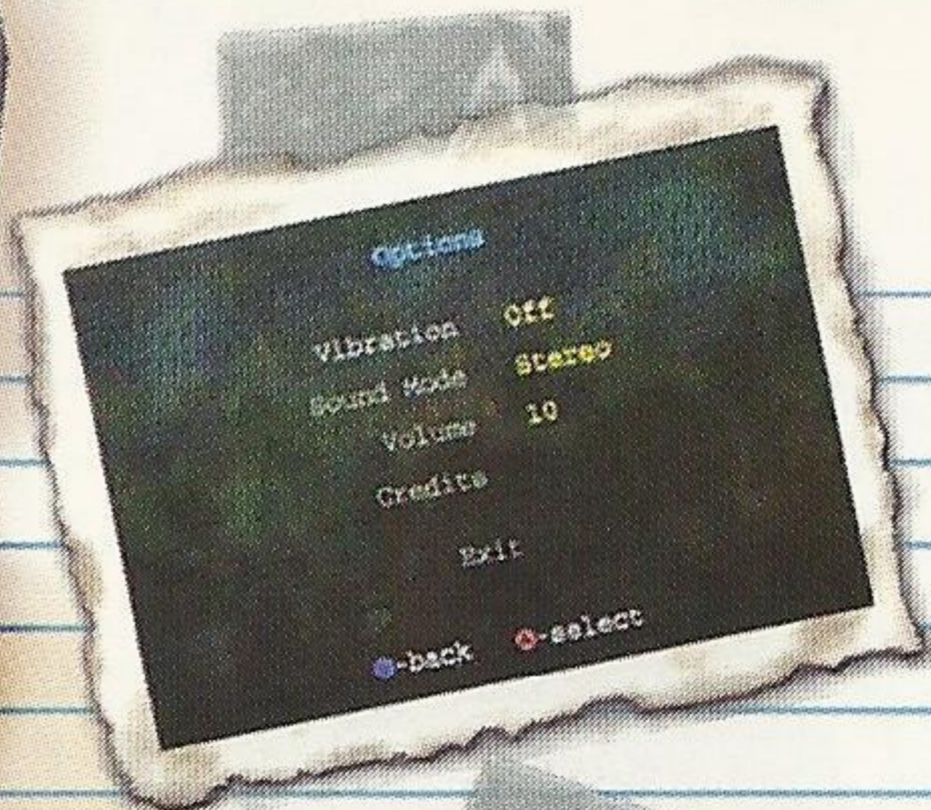 Options
Vibration Off
Sound Mode Stereo
Volume 10
Credits
Exit
-back -select